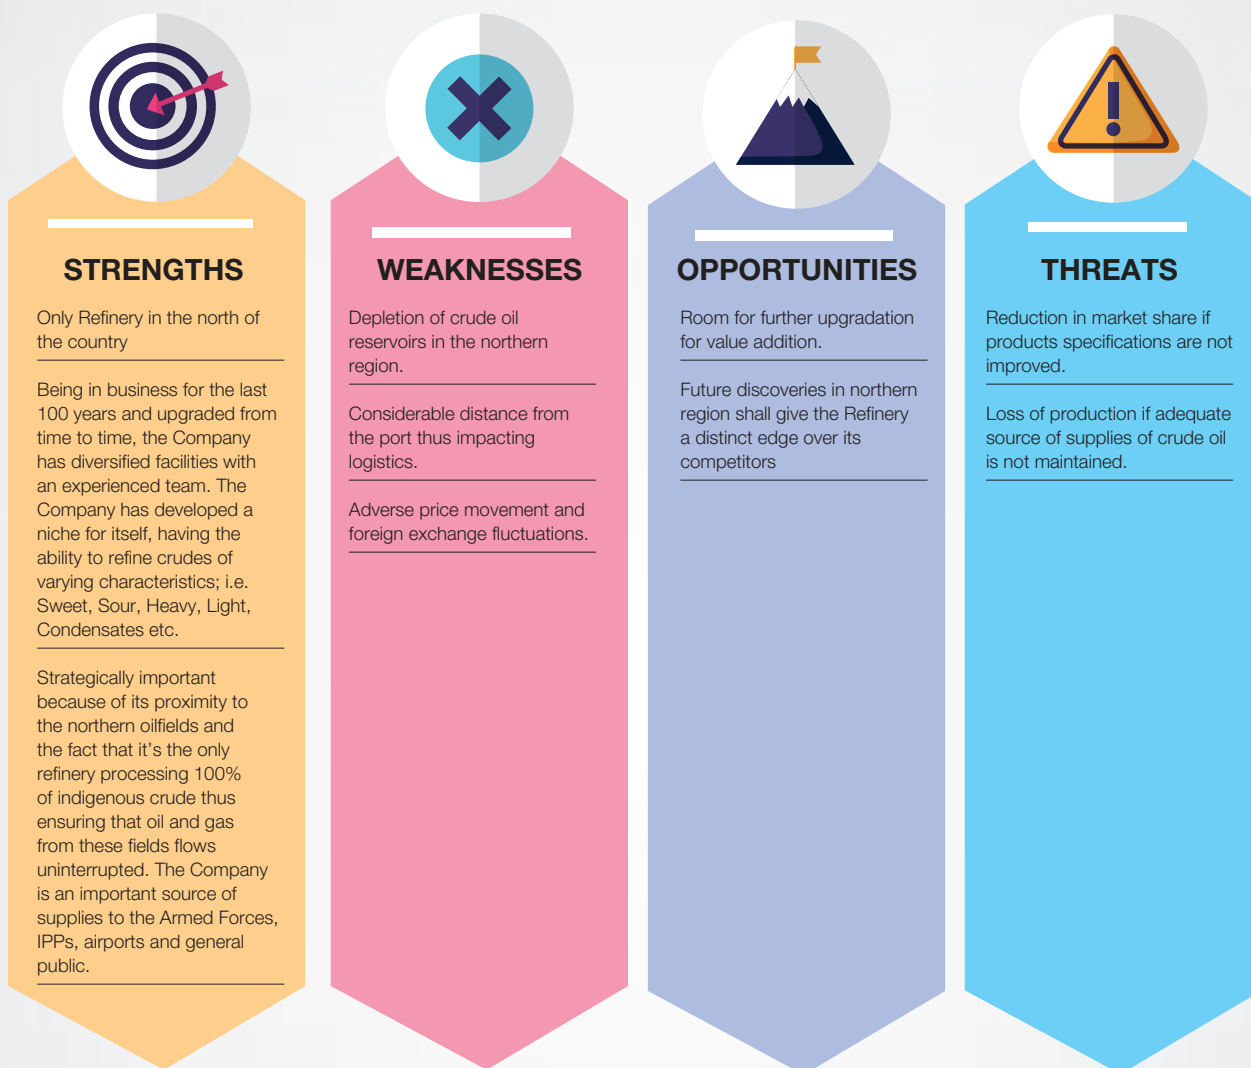 STRENGTHS
Only Refinery in the north of
the country
Being in business for the last
100 years and upgraded from
time to time, the Company
has diversified facilities with
an experienced team. The
Company has developed a
niche for itself, having the
ability to refine crudes of
varying characteristics; i.e.
Sweet, Sour, Heavy, Light,
Condensates etc.
Strategically important
because of its proximity to
the northern oilfields and
the fact that it’s the only
refinery processing 100%
of indigenous crude thus
ensuring that oil and gas
from these fields flows
uninterrupted. The Company
is an important source of
supplies to the Armed Forces,
IPPs, airports and general
public.
WEAKNESSES
Depletion of crude oil
reservoirs in the northern
region.
Considerable distance from
the port thus impacting
logistics.
Adverse price movement and
foreign exchange fluctuations.
OPPORTUNITIES
Room for further upgradation
for value addition.
Future discoveries in northern
region shall give the Refinery
a distinct edge over its
competitors
THREATS
Reduction in market share if
products specifications are not
improved.
Loss of production if adequate
source of supplies of crude oil
is not maintained.